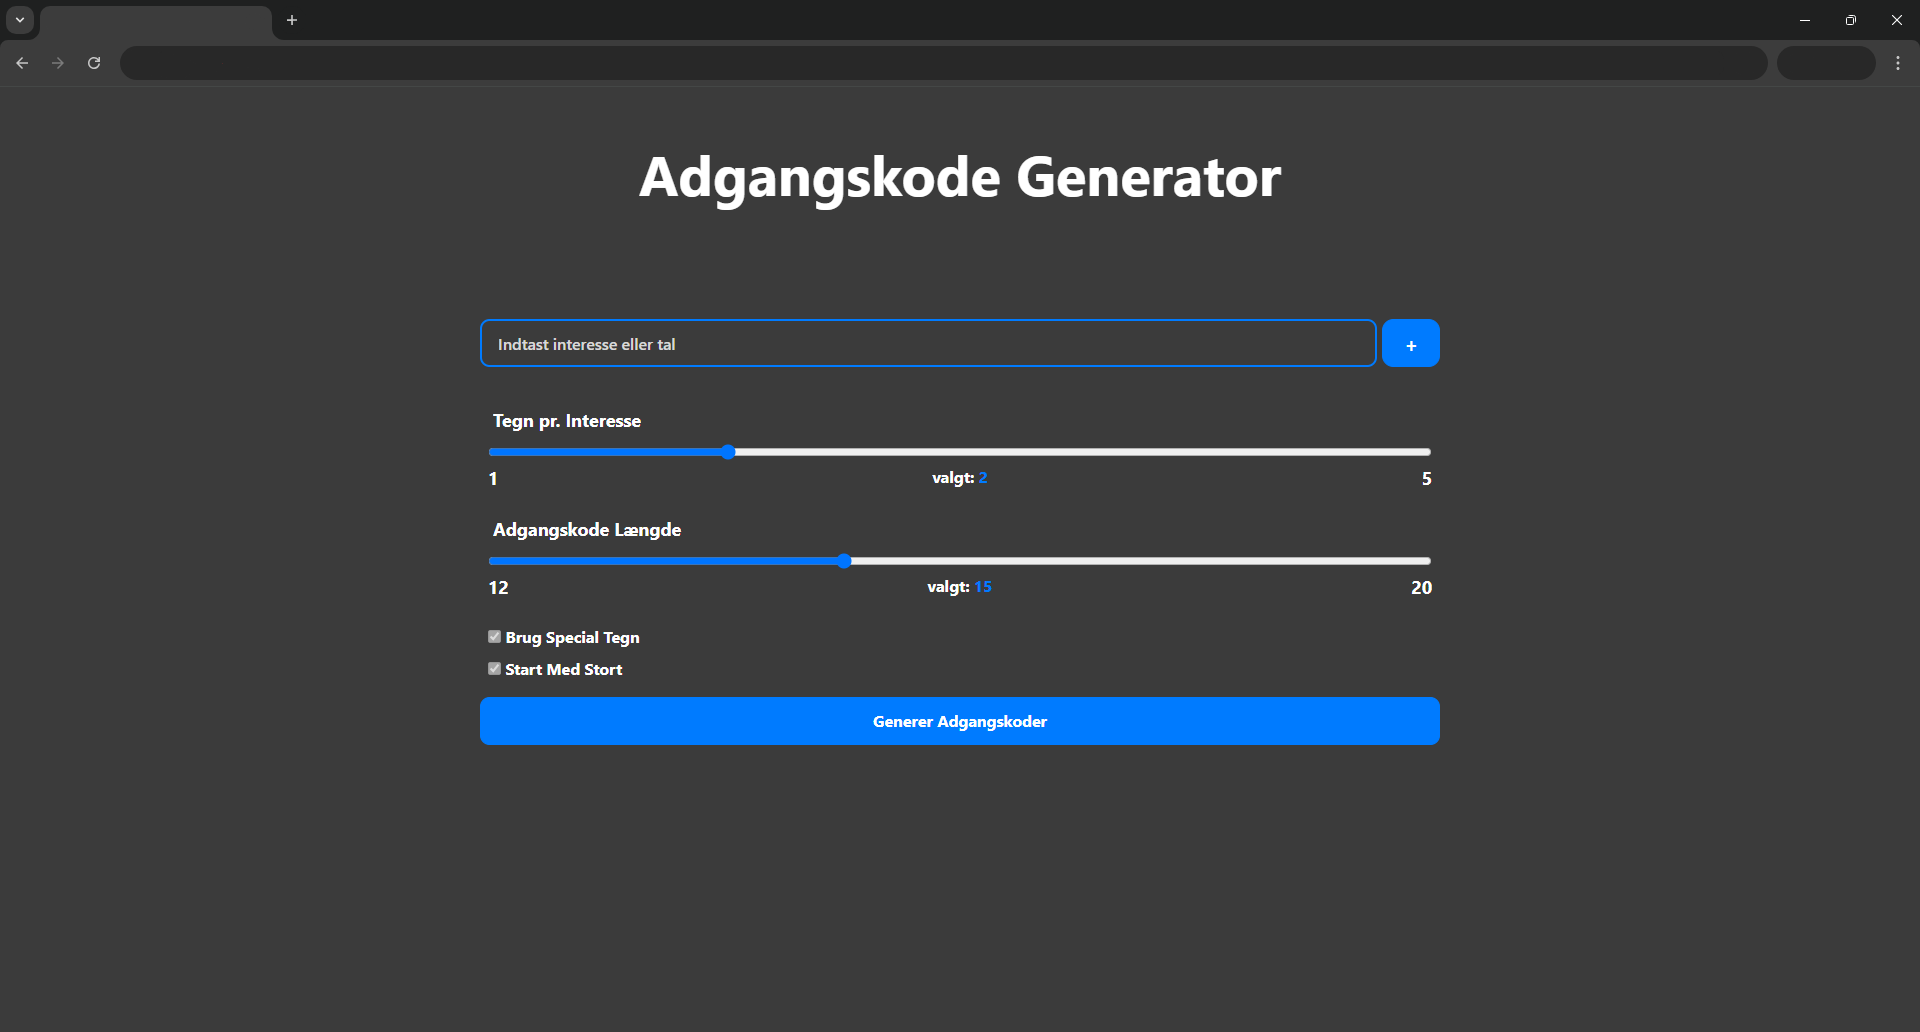 Adgangskode Generator
Indtast interesse eller tal
+
Tegn pr. Interesse
1 valgt: 2 5
Adgangskode Længde
12 valgt: 15 20
Brug Special Tegn
Start Med Stort
Generer Adgangskoder